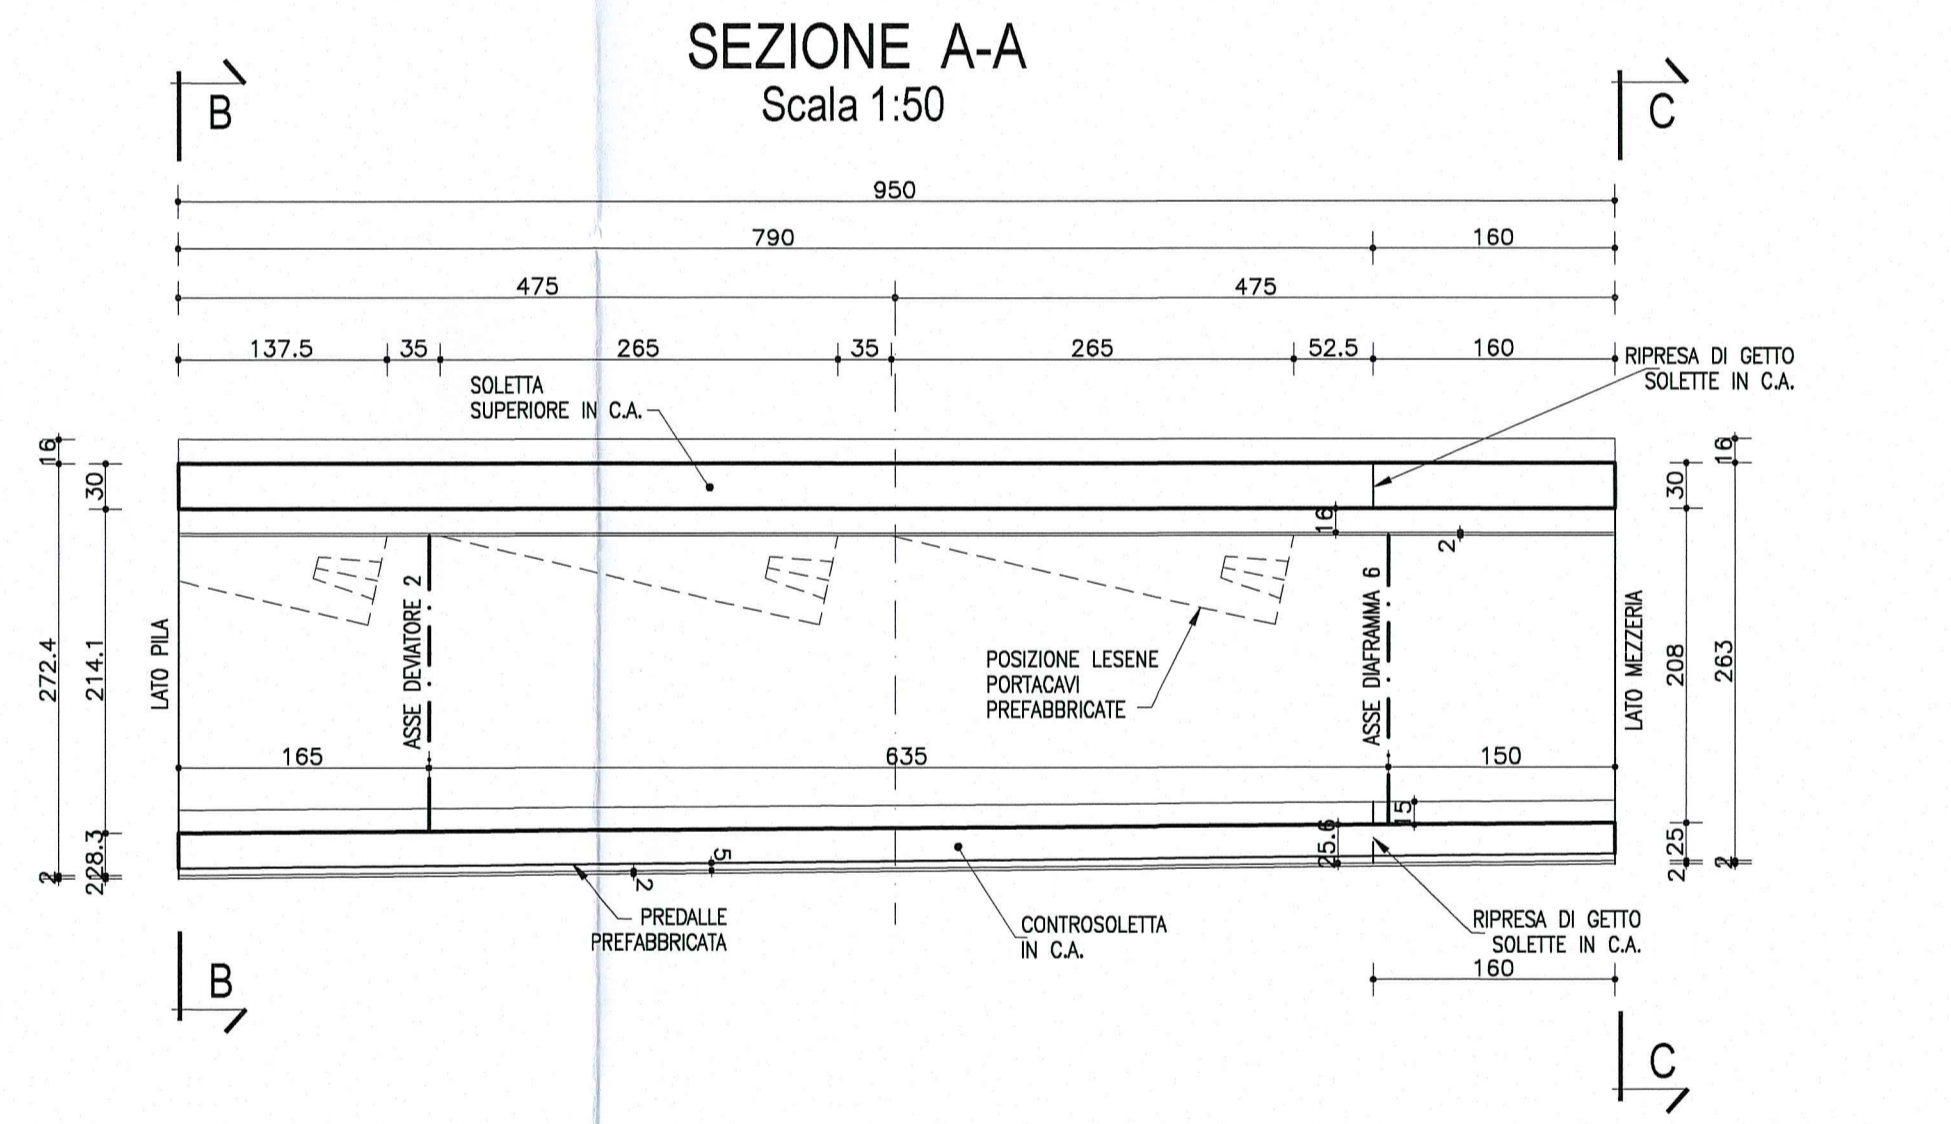 SEZIONE A-A
Scala 1:50
B
C
950
790
160
475
475
137.5
35
265
35
265
52.5
160
RIPRESA DI GETTO
SOLETTE IN C.A.
SOLETTA
SUPERIORE IN C.A.
16
30
272.4
214.1
228.3
2
LATO PILA
ASSE DEVIATORE 2
16
2
POSIZIONE LESENE
PORTACAVI
PREFABBRICATE
ASSE DIAFRAMMA 6
LATO MEZZERIA
16
30
208
263
25
2
2
165
635
150
15
25.6
5
2
PREDALLE
PREFABBRICATA
CONTROSOLETTA
IN C.A.
RIPRESA DI GETTO
SOLETTE IN C.A.
160
B
C